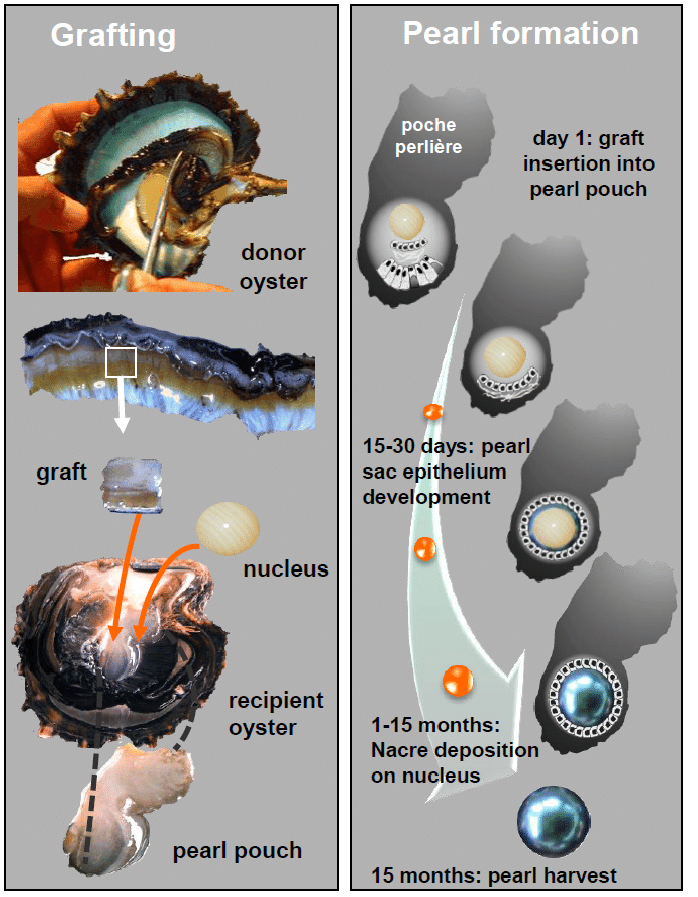 Grafting
donor
oyster
graft
nucleus
recipient
oyster
pearl pouch
Pearl formation
poche
perlière
day 1: graft
insertion into
pearl pouch
15-30 days: pearl
sac epithelium
development
1-15 months:
Nacre deposition
on nucleus
15 months: pearl harvest